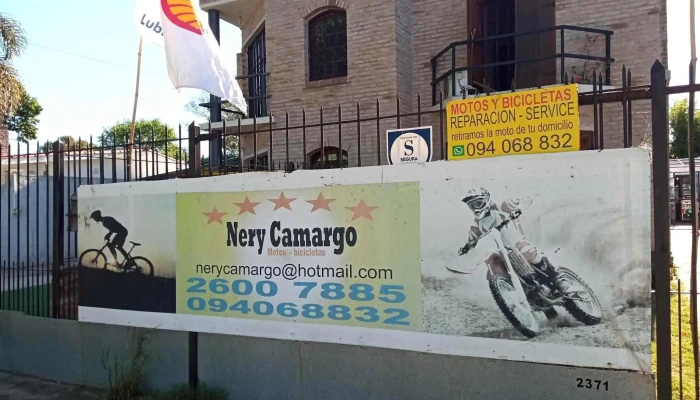 Lub
MOTOS Y BICICLETAS
REPARACION - SERVICE
retiramos la moto de tu domicilio
094 068 832
S
SEGURA
Nery Camargo
Motos - bicicletas
nerycamargo@hotmail.com
2600 7885
094068832
2371